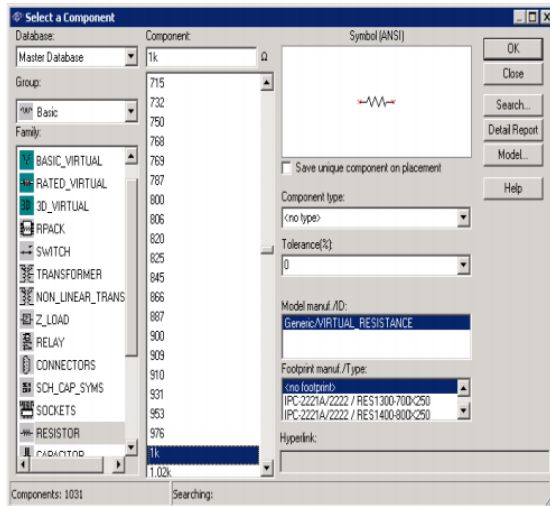 Select a Component
Database:
Master Database
Group:
Basic
Family:
BASIC_VIRTUAL
RATED_VIRTUAL
3D_VIRTUAL
RPACK
SWITCH
TRANSFORMER
NON_LINEAR_TRANS
Z_LOAD
RELAY
CONNECTORS
SCH_CAP_SYMS
SOCKETS
RESISTOR
CAPACITOR
Component:
1k
Ω
715
732
750
768
769
787
800
806
820
825
845
866
887
900
909
910
931
953
976
1k
1.02k
Symbol (ANSI)
Save unique component on placement
Component type:
<no type>
Tolerance(%):
0
Model manuf./ID:
Generic/VIRTUAL_RESISTANCE
Footprint manuf./Type:
<no footprint>
IPC-2221A/2222 / RES1300-700X250
IPC-2221A/2222 / RES1400-800X250
Hyperlink:
OK
Close
Search...
Detail Report
Model...
Help
Components: 1031
Searching: